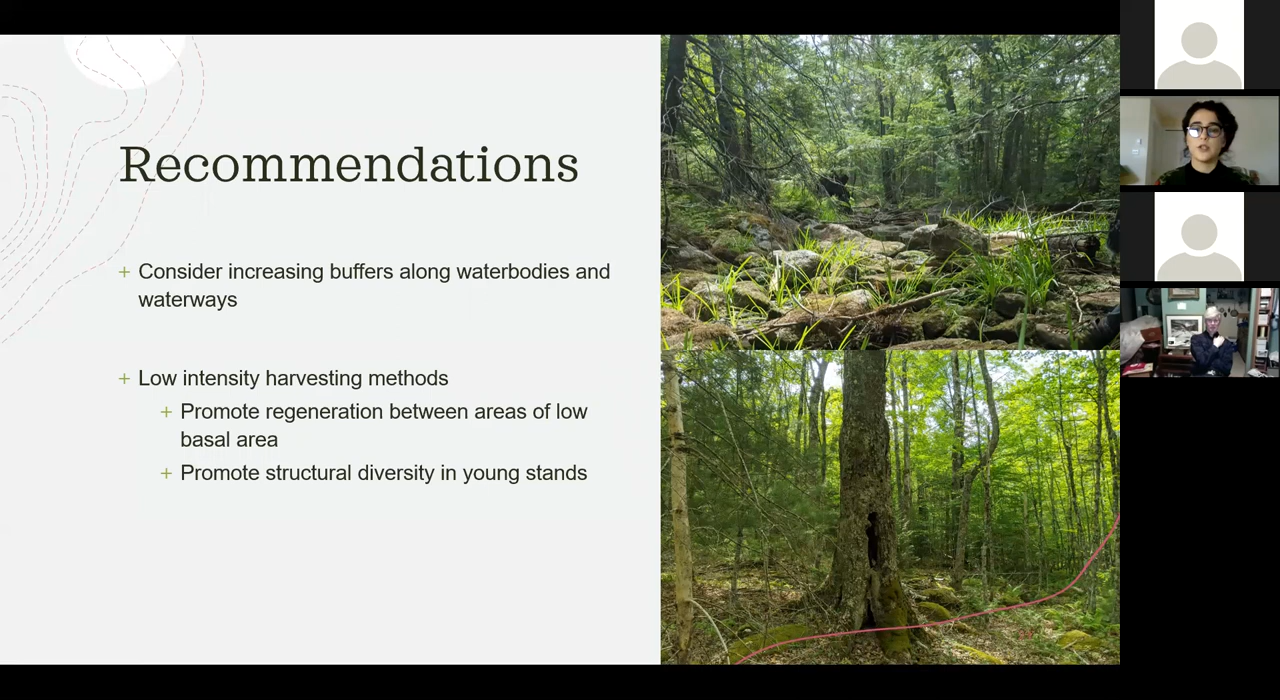 Recommendations
+ Consider increasing buffers along waterbodies and
waterways
+ Low intensity harvesting methods
+ Promote regeneration between areas of low
basal area
+ Promote structural diversity in young stands